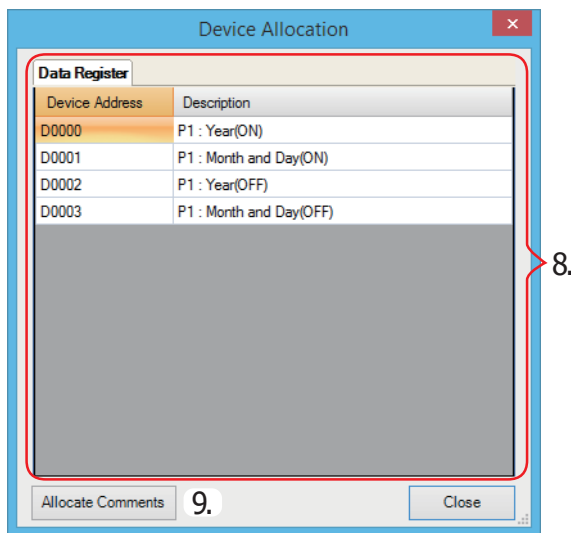 Device Allocation
Data Register
Device Address Description
D0000 P1 : Year(ON)
D0001 P1 : Month and Day(ON)
D0002 P1 : Year(OFF)
D0003 P1 : Month and Day(OFF)
8.
Allocate Comments 9. Close